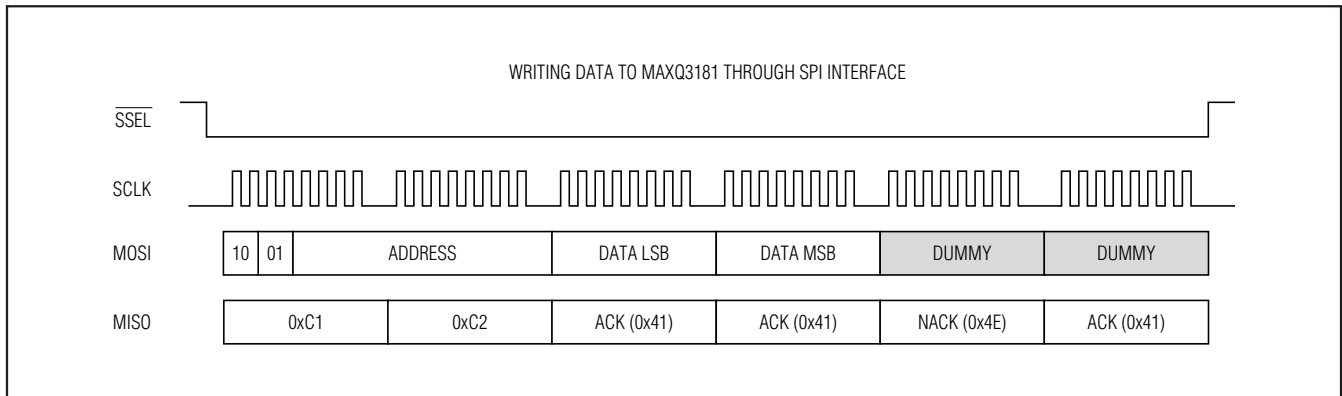 WRITING DATA TO MAXQ3181 THROUGH SPI INTERFACE
SSEL
SCLK
MOSI 10 01 ADDRESS DATA LSB DATA MSB DUMMY DUMMY
MISO 0xC1 0xC2 ACK (0x41) ACK (0x41) NACK (0x4E) ACK (0x41)